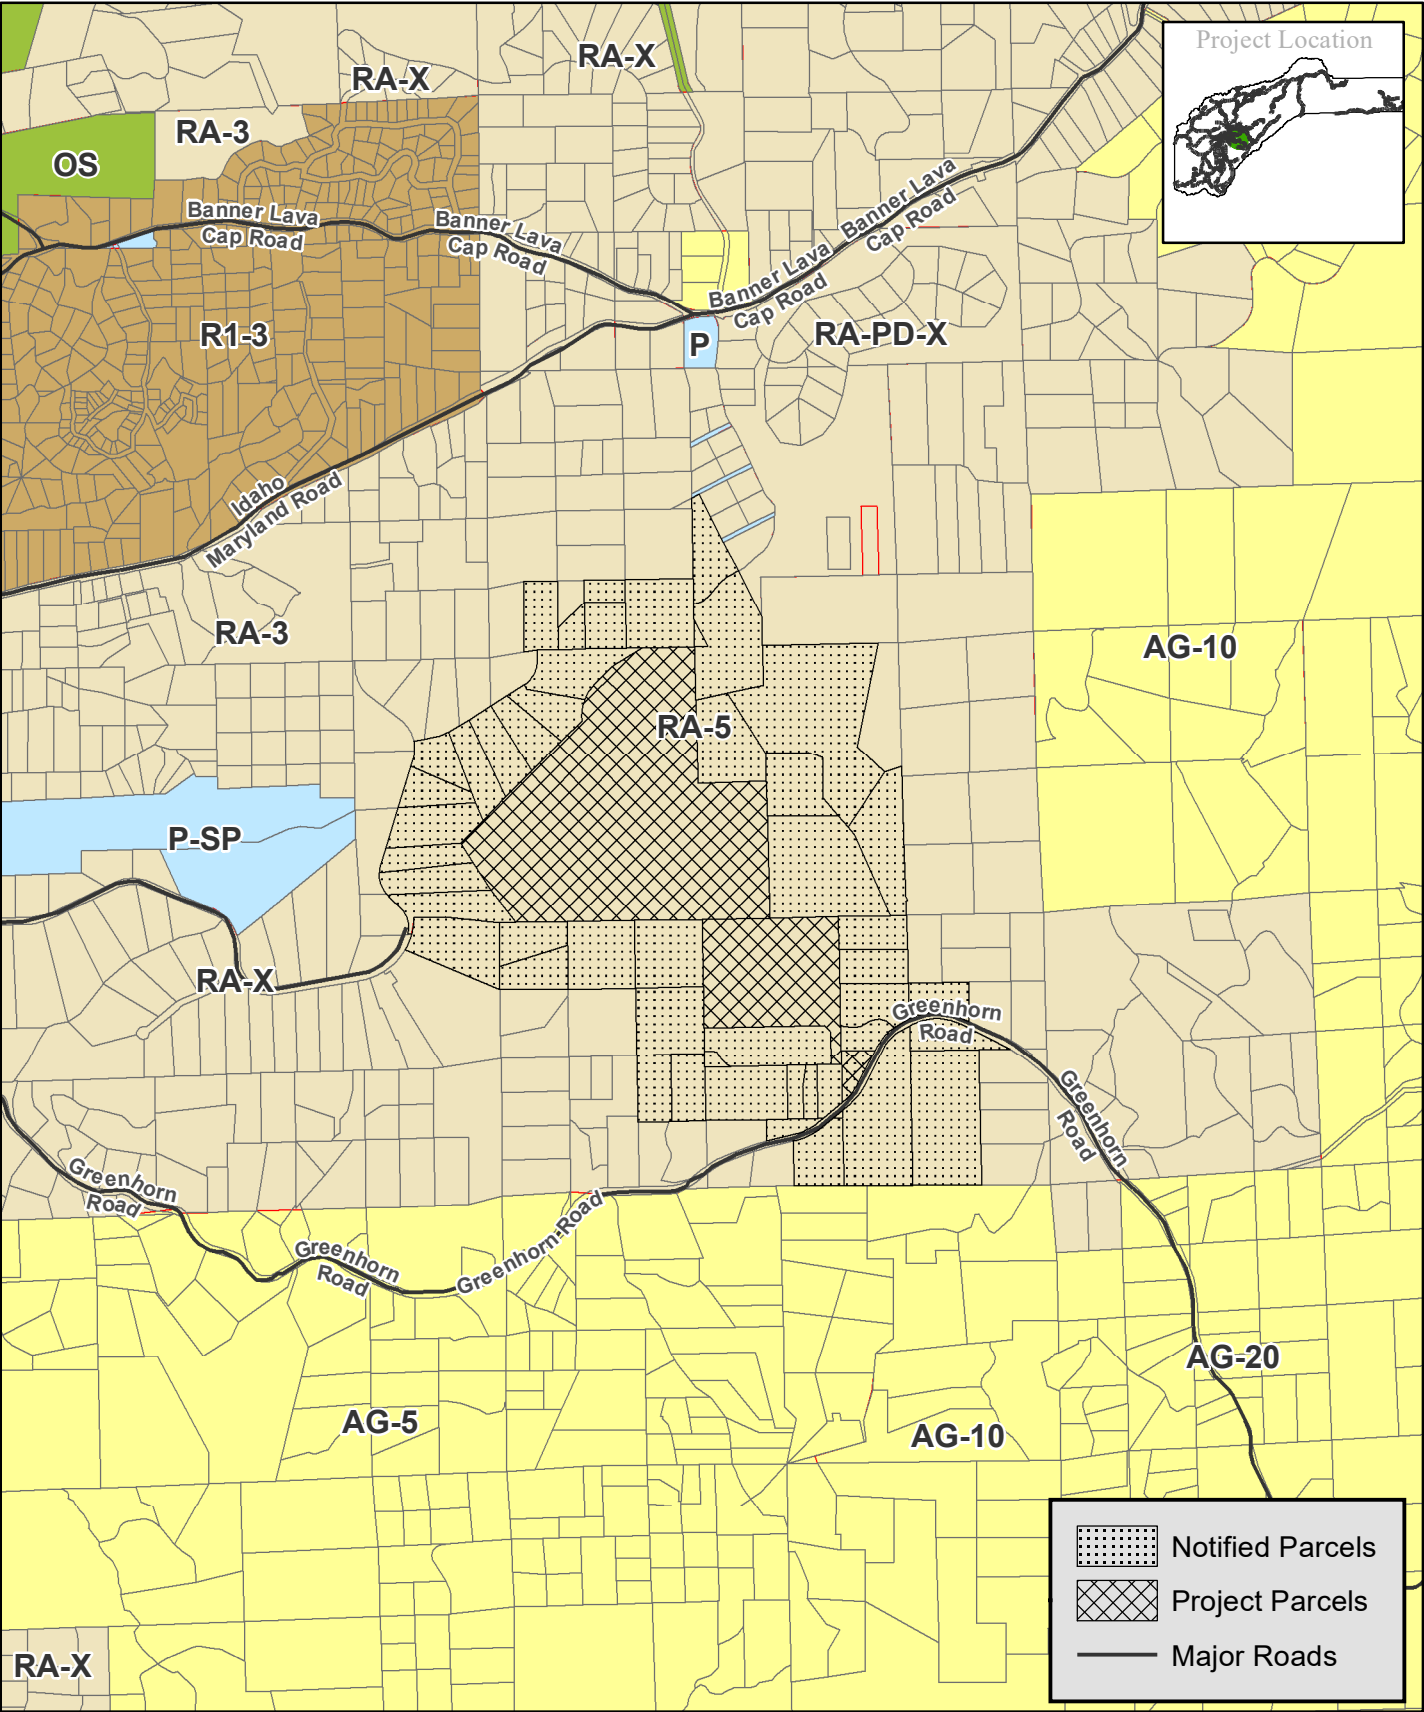 Project Location
RA-X
RA-X
RA-3
OS
Banner Lava
Cap Road
Banner Lava
Cap Road
Banner Lava
Cap Road
Banner Lava
Cap Road
R1-3
P
RA-PD-X
Idaho
Maryland Road
RA-3
AG-10
RA-5
P-SP
RA-X
Greenhorn
Road
Greenhorn
Road
Greenhorn
Road
Greenhorn Road
Greenhorn
Road
AG-20
AG-5
AG-10
RA-X
Notified Parcels
Project Parcels
Major Roads